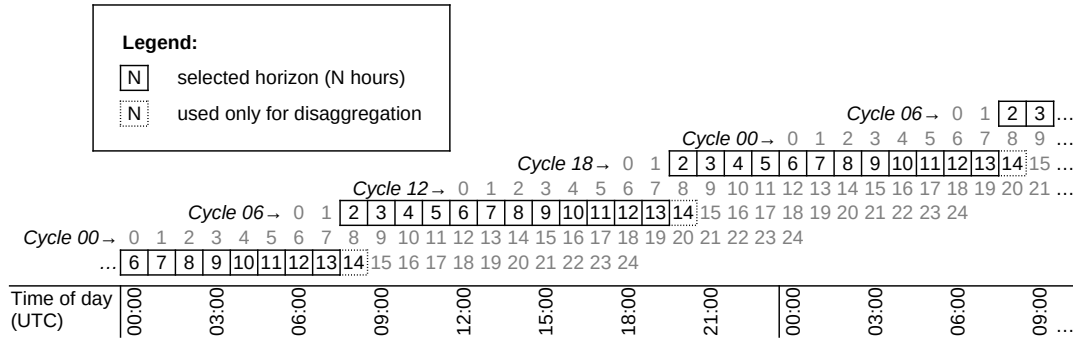 Legend:
N selected horizon (N hours)
N used only for disaggregation
Cycle 06→ 0 1 2 3 ...
Cycle 00→ 0 1 2 3 4 5 6 7 8 9 ...
Cycle 18→ 0 1 2 3 4 5 6 7 8 9 10 11 12 13 14 15 ...
Cycle 12→ 0 1 2 3 4 5 6 7 8 9 10 11 12 13 14 15 16 17 18 19 20 21 ...
Cycle 06→ 0 1 2 3 4 5 6 7 8 9 10 11 12 13 14 15 16 17 18 19 20 21 22 23 24
Cycle 00→ 0 1 2 3 4 5 6 7 8 9 10 11 12 13 14 15 16 17 18 19 20 21 22 23 24
... 6 7 8 9 10 11 12 13 14 15 16 17 18 19 20 21 22 23 24
Time of day
(UTC)
00:00 03:00 06:00 09:00 12:00 15:00 18:00 21:00 00:00 03:00 06:00 09:00 ...